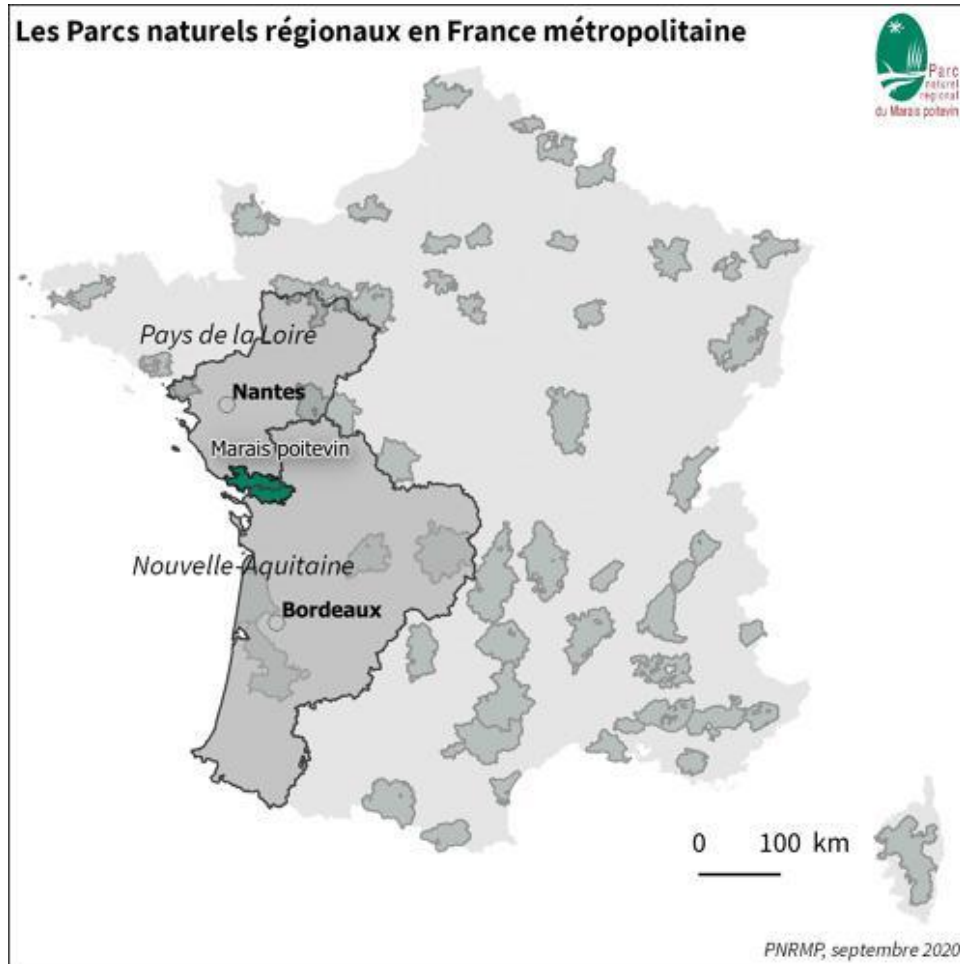 Les Parcs naturels régionaux en France métropolitaine
Parc
naturel
régional
du Marais poitevin
Pays de la Loire
Nantes
Marais poitevin
Nouvelle-Aquitaine
Bordeaux
0 100 km
PNRMP, septembre 2020